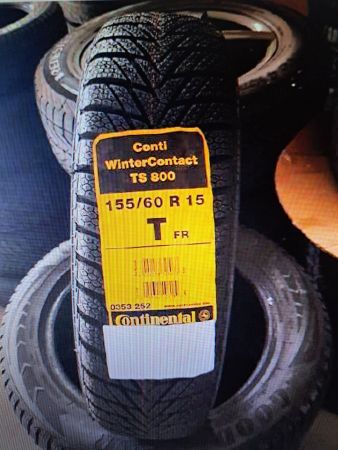 Conti
WinterContact
TS 800
155/60 R 15
T FR
0353 252
Continental